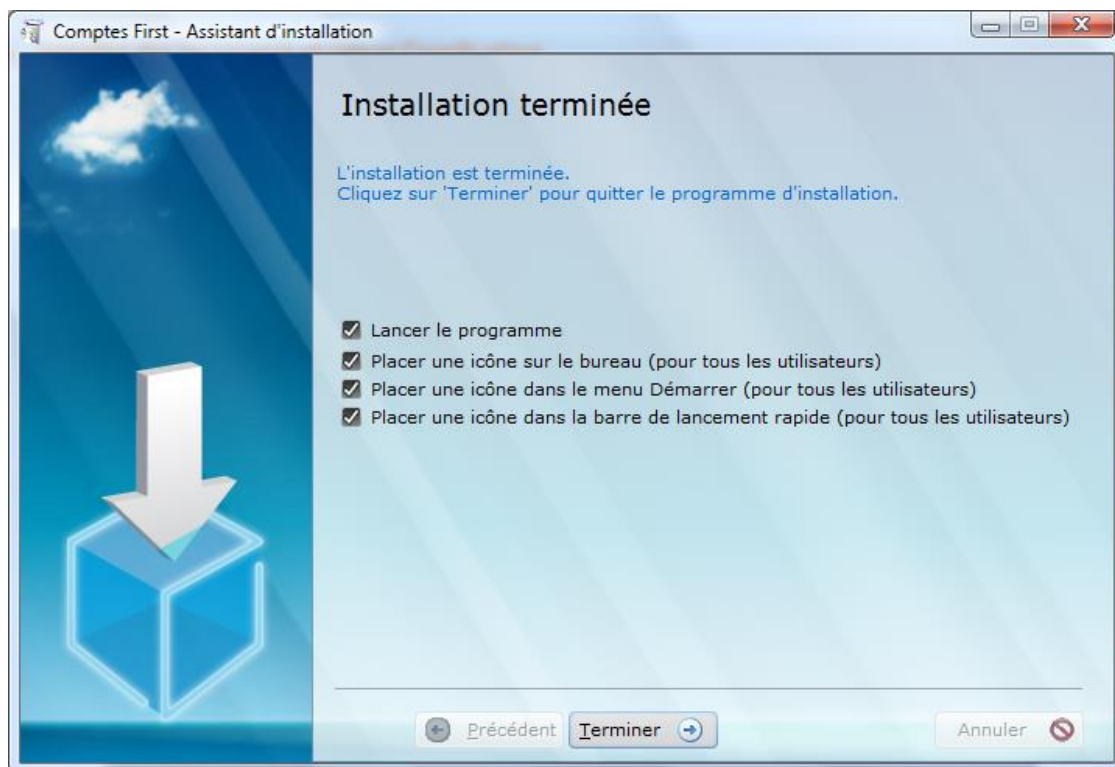 Comptes First - Assistant d'installation
Installation terminée
L'installation est terminée.
Cliquez sur 'Terminer' pour quitter le programme d'installation.
Lancer le programme
Placer une icône sur le bureau (pour tous les utilisateurs)
Placer une icône dans le menu Démarrer (pour tous les utilisateurs)
Placer une icône dans la barre de lancement rapide (pour tous les utilisateurs)
Précédent Terminer Annuler